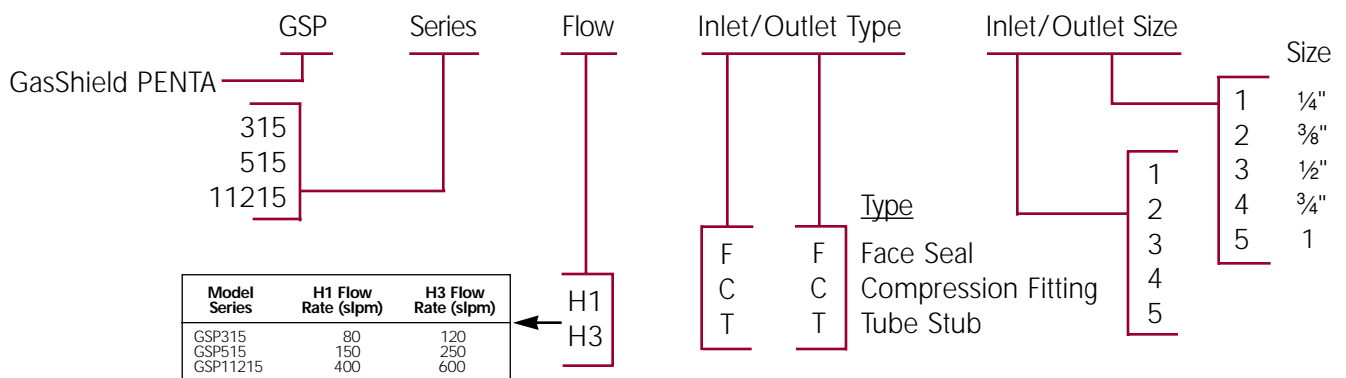 GSP Series Flow Inlet/Outlet Type Inlet/Outlet Size
Size
GasShield PENTA
315
515
11215
1 ¼"
2 ⅜"
3 ½"
4 ¾"
5 1
1
2
3
4
5
Type
F F Face Seal
C C Compression Fitting
T T Tube Stub
H1
H3
Model Series H1 Flow Rate (slpm) H3 Flow Rate (slpm)
GSP315 80 120
GSP515 150 250
GSP11215 400 600